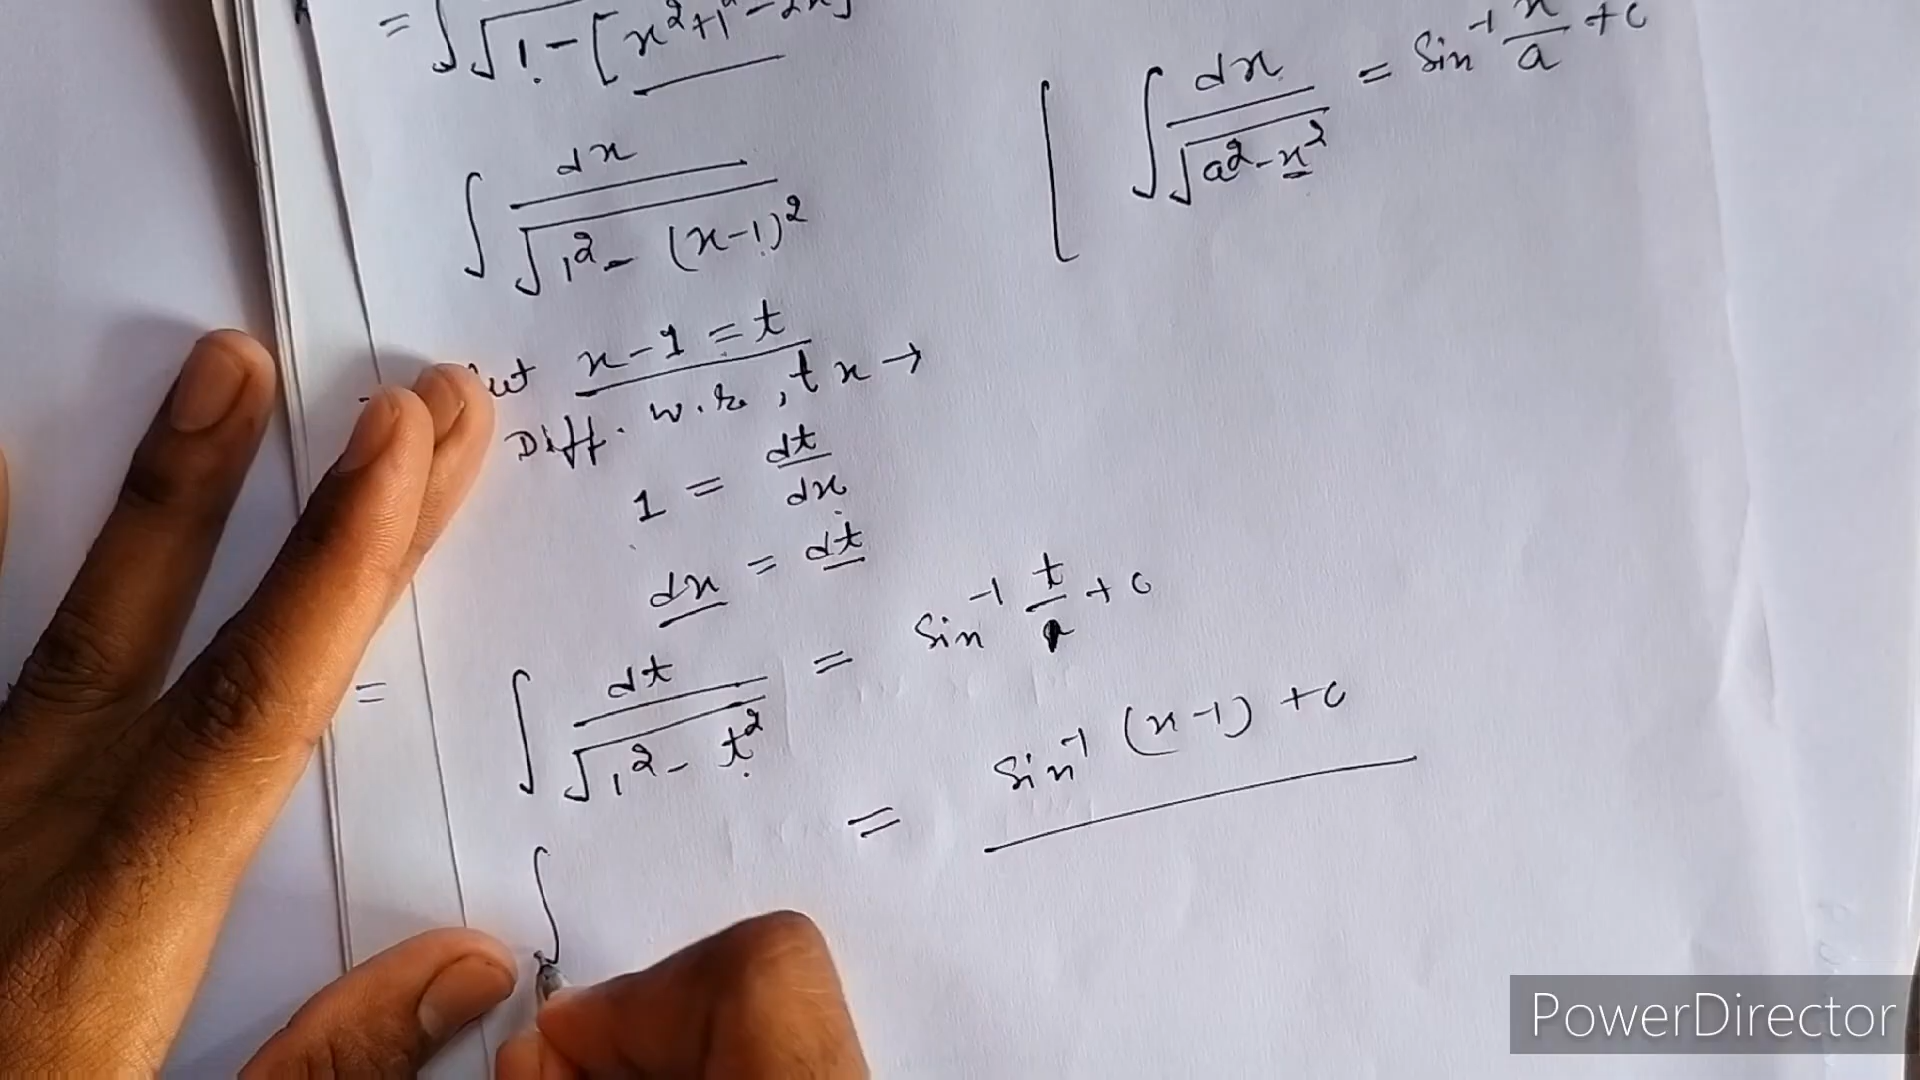 = ∫ √1 - [x²+1² - 2x]
∫ dx / √a² - x² = Sin⁻¹ x/a + c
∫ dx / √1² - (x-1)²
x - 1 = t
Diff. w.r, t x →
1 = dt/dx
dx = dt
= ∫ dt / √1² - t² = Sin⁻¹ t/1 + c
= Sin⁻¹ (x-1) + c
∫
PowerDirector